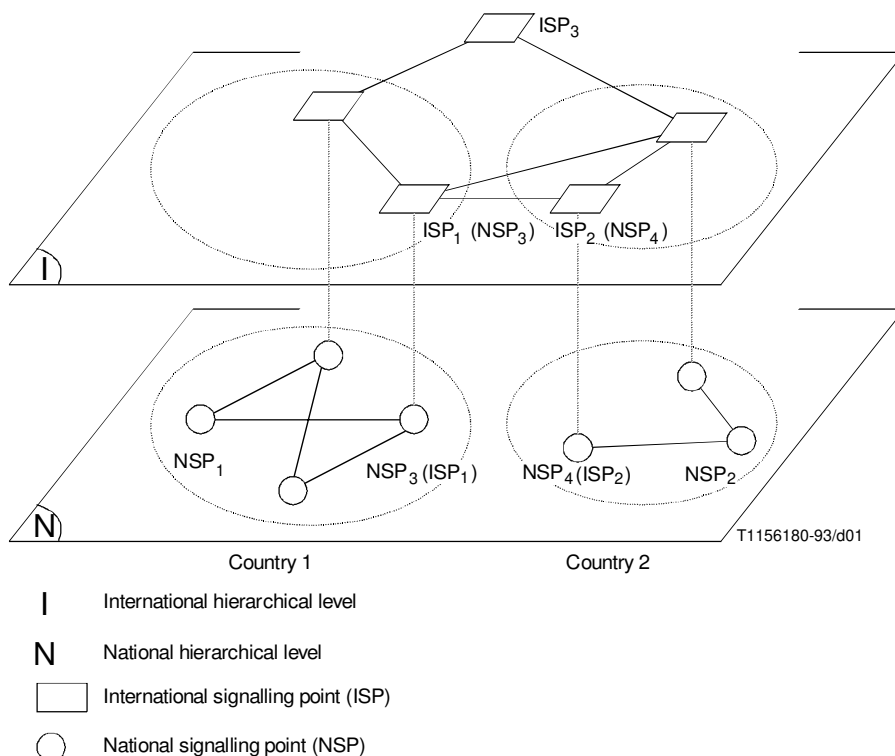 ISP3
ISP1 (NSP3)
ISP2 (NSP4)
I
NSP1
NSP3 (ISP1)
NSP4(ISP2)
NSP2
N
T1156180-93/d01
Country 1
Country 2
I International hierarchical level
N National hierarchical level
International signalling point (ISP)
National signalling point (NSP)